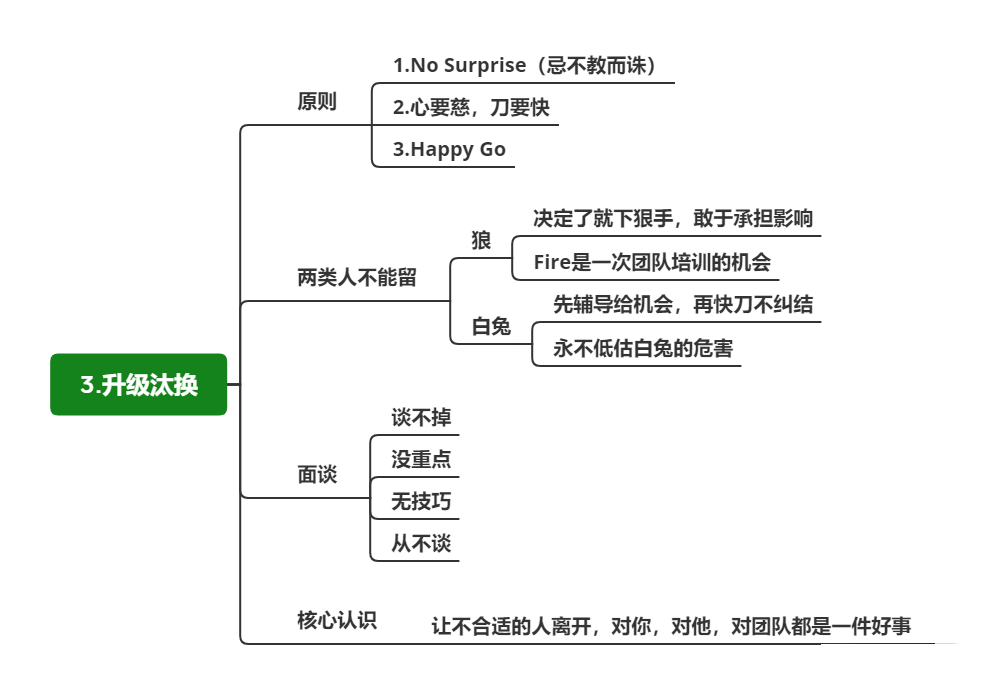 3.升级汰换
原则
1.No Surprise（忌不教而诛）
2.心要慈，刀要快
3.Happy Go
两类人不能留
狼
决定了就下狠手，敢于承担影响
Fire是一次团队培训的机会
白兔
先辅导给机会，再快刀不纠结
永不低估白兔的危害
面谈
谈不掉
没重点
无技巧
从不谈
核心认识
让不合适的人离开，对你，对他，对团队都是一件好事